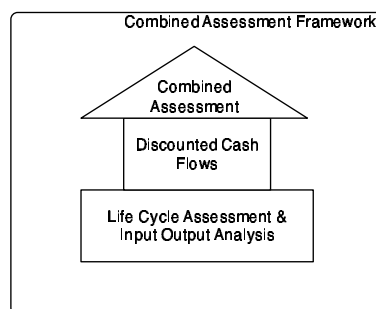 Combined Assessment Framework
Combined
Assessment
Discounted Cash
Flows
Life Cycle Assessment &
Input Output Analysis